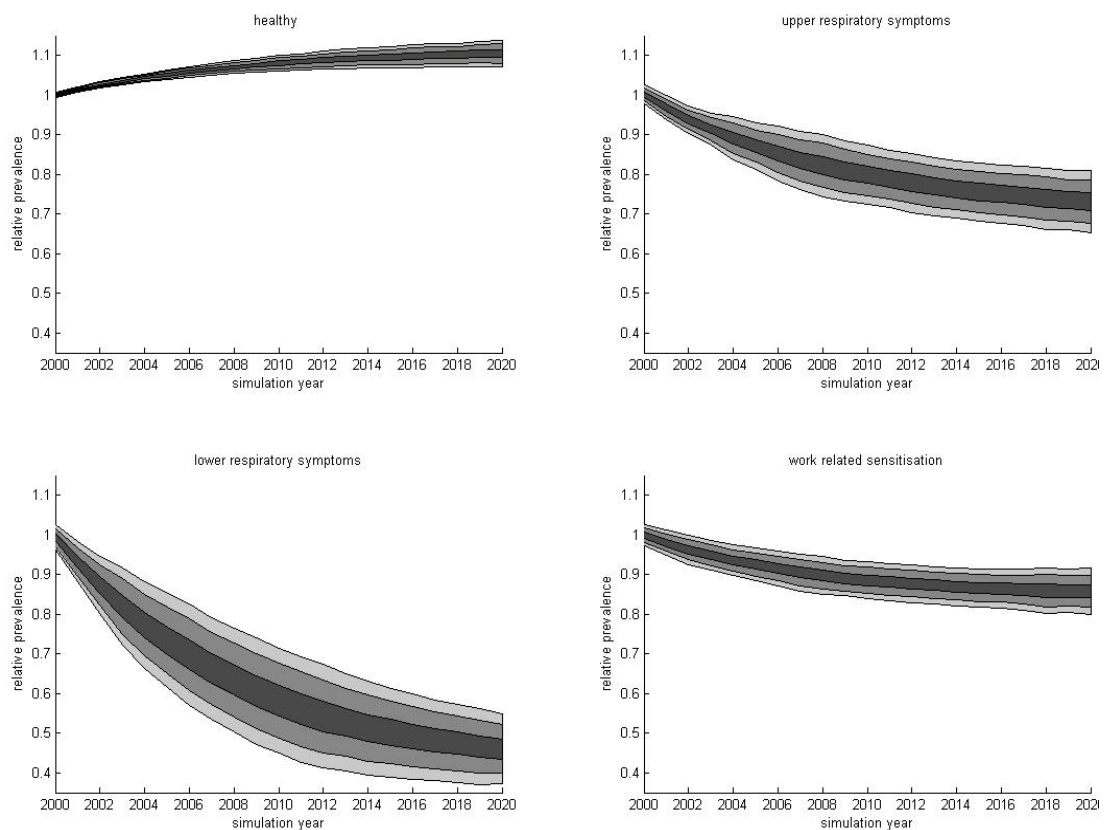 healthy
1.1
1
0.9
0.8
0.7
0.6
0.5
0.4
relative prevalence
2000 2002 2004 2006 2008 2010 2012 2014 2016 2018 2020
simulation year
upper respiratory symptoms
1.1
1
0.9
0.8
0.7
0.6
0.5
0.4
relative prevalence
2000 2002 2004 2006 2008 2010 2012 2014 2016 2018 2020
simulation year
lower respiratory symptoms
1.1
1
0.9
0.8
0.7
0.6
0.5
0.4
relative prevalence
2000 2002 2004 2006 2008 2010 2012 2014 2016 2018 2020
simulation year
work related sensitisation
1.1
1
0.9
0.8
0.7
0.6
0.5
0.4
relative prevalence
2000 2002 2004 2006 2008 2010 2012 2014 2016 2018 2020
simulation year